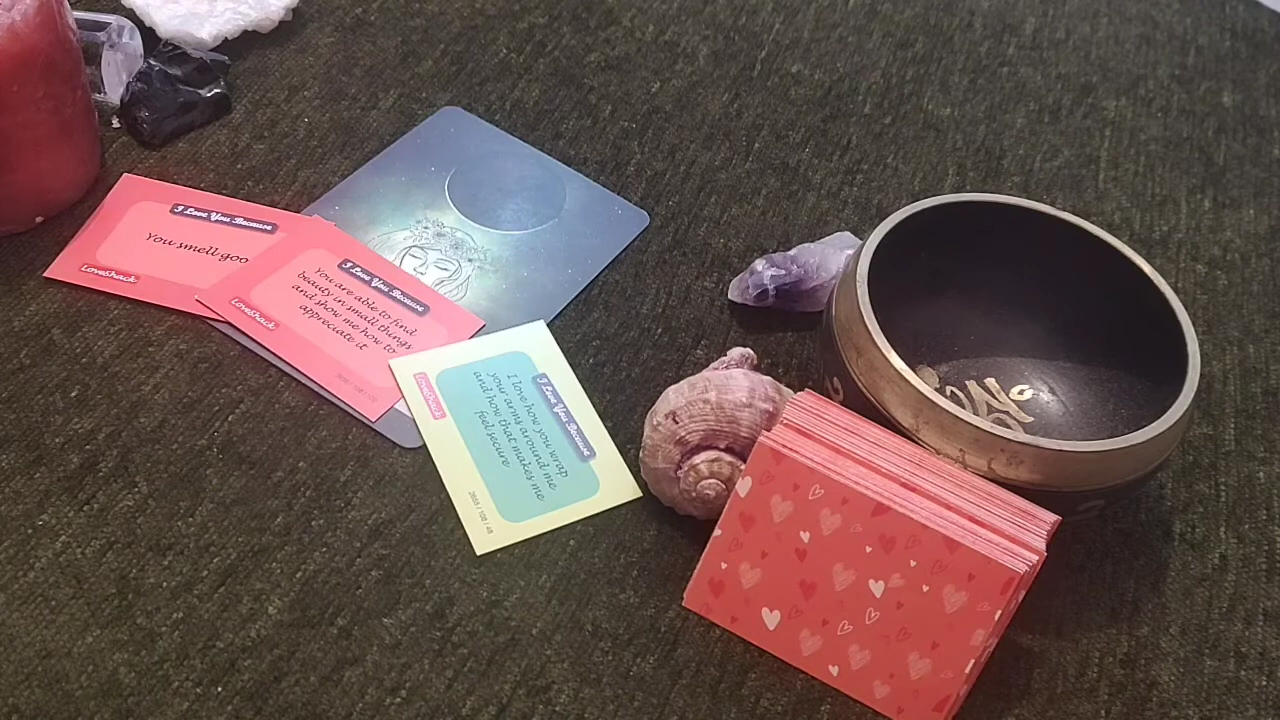 I Love You Because
You smell goo
LoveShack
I Love You Because
You are able to find
beauty in small things
and show me how to
appreciate it
LoveShack
I Love You Because
I love how you wrap
your arms around me
and how that makes me
feel secure
LoveShack